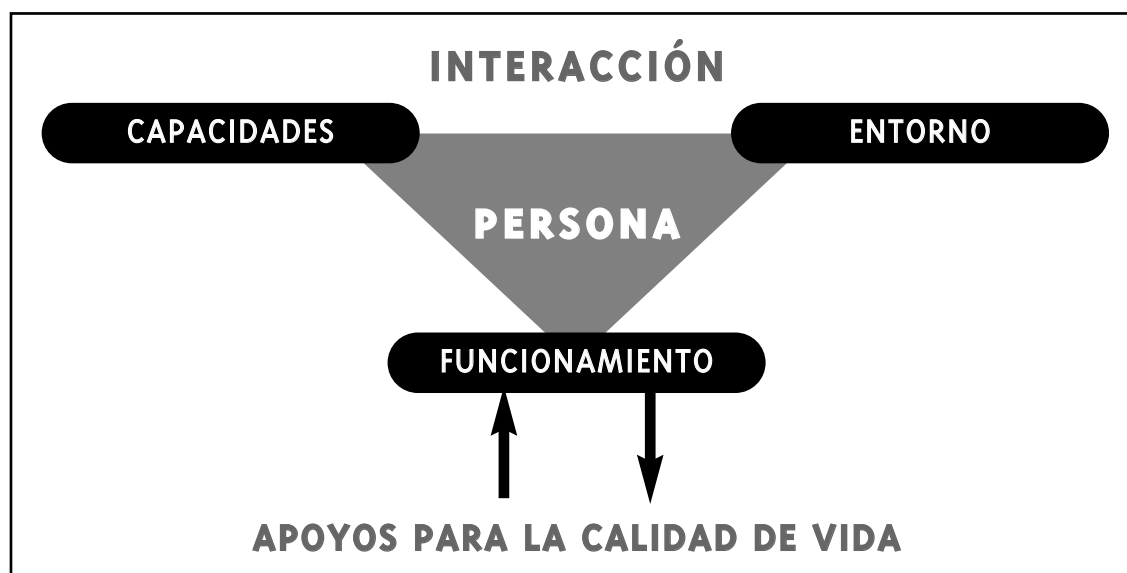 INTERACCIÓN
CAPACIDADES
ENTORNO
PERSONA
FUNCIONAMIENTO
APOYOS PARA LA CALIDAD DE VIDA